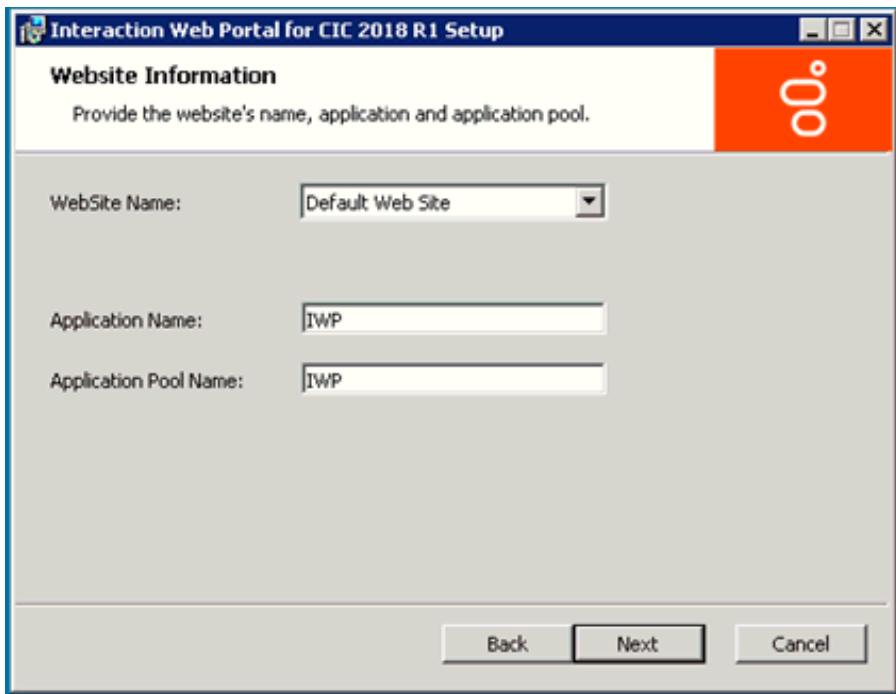 Interaction Web Portal for CIC 2018 R1 Setup
Website Information
Provide the website's name, application and application pool.
WebSite Name:
Default Web Site
Application Name:
IWP
Application Pool Name:
IWP
Back
Next
Cancel